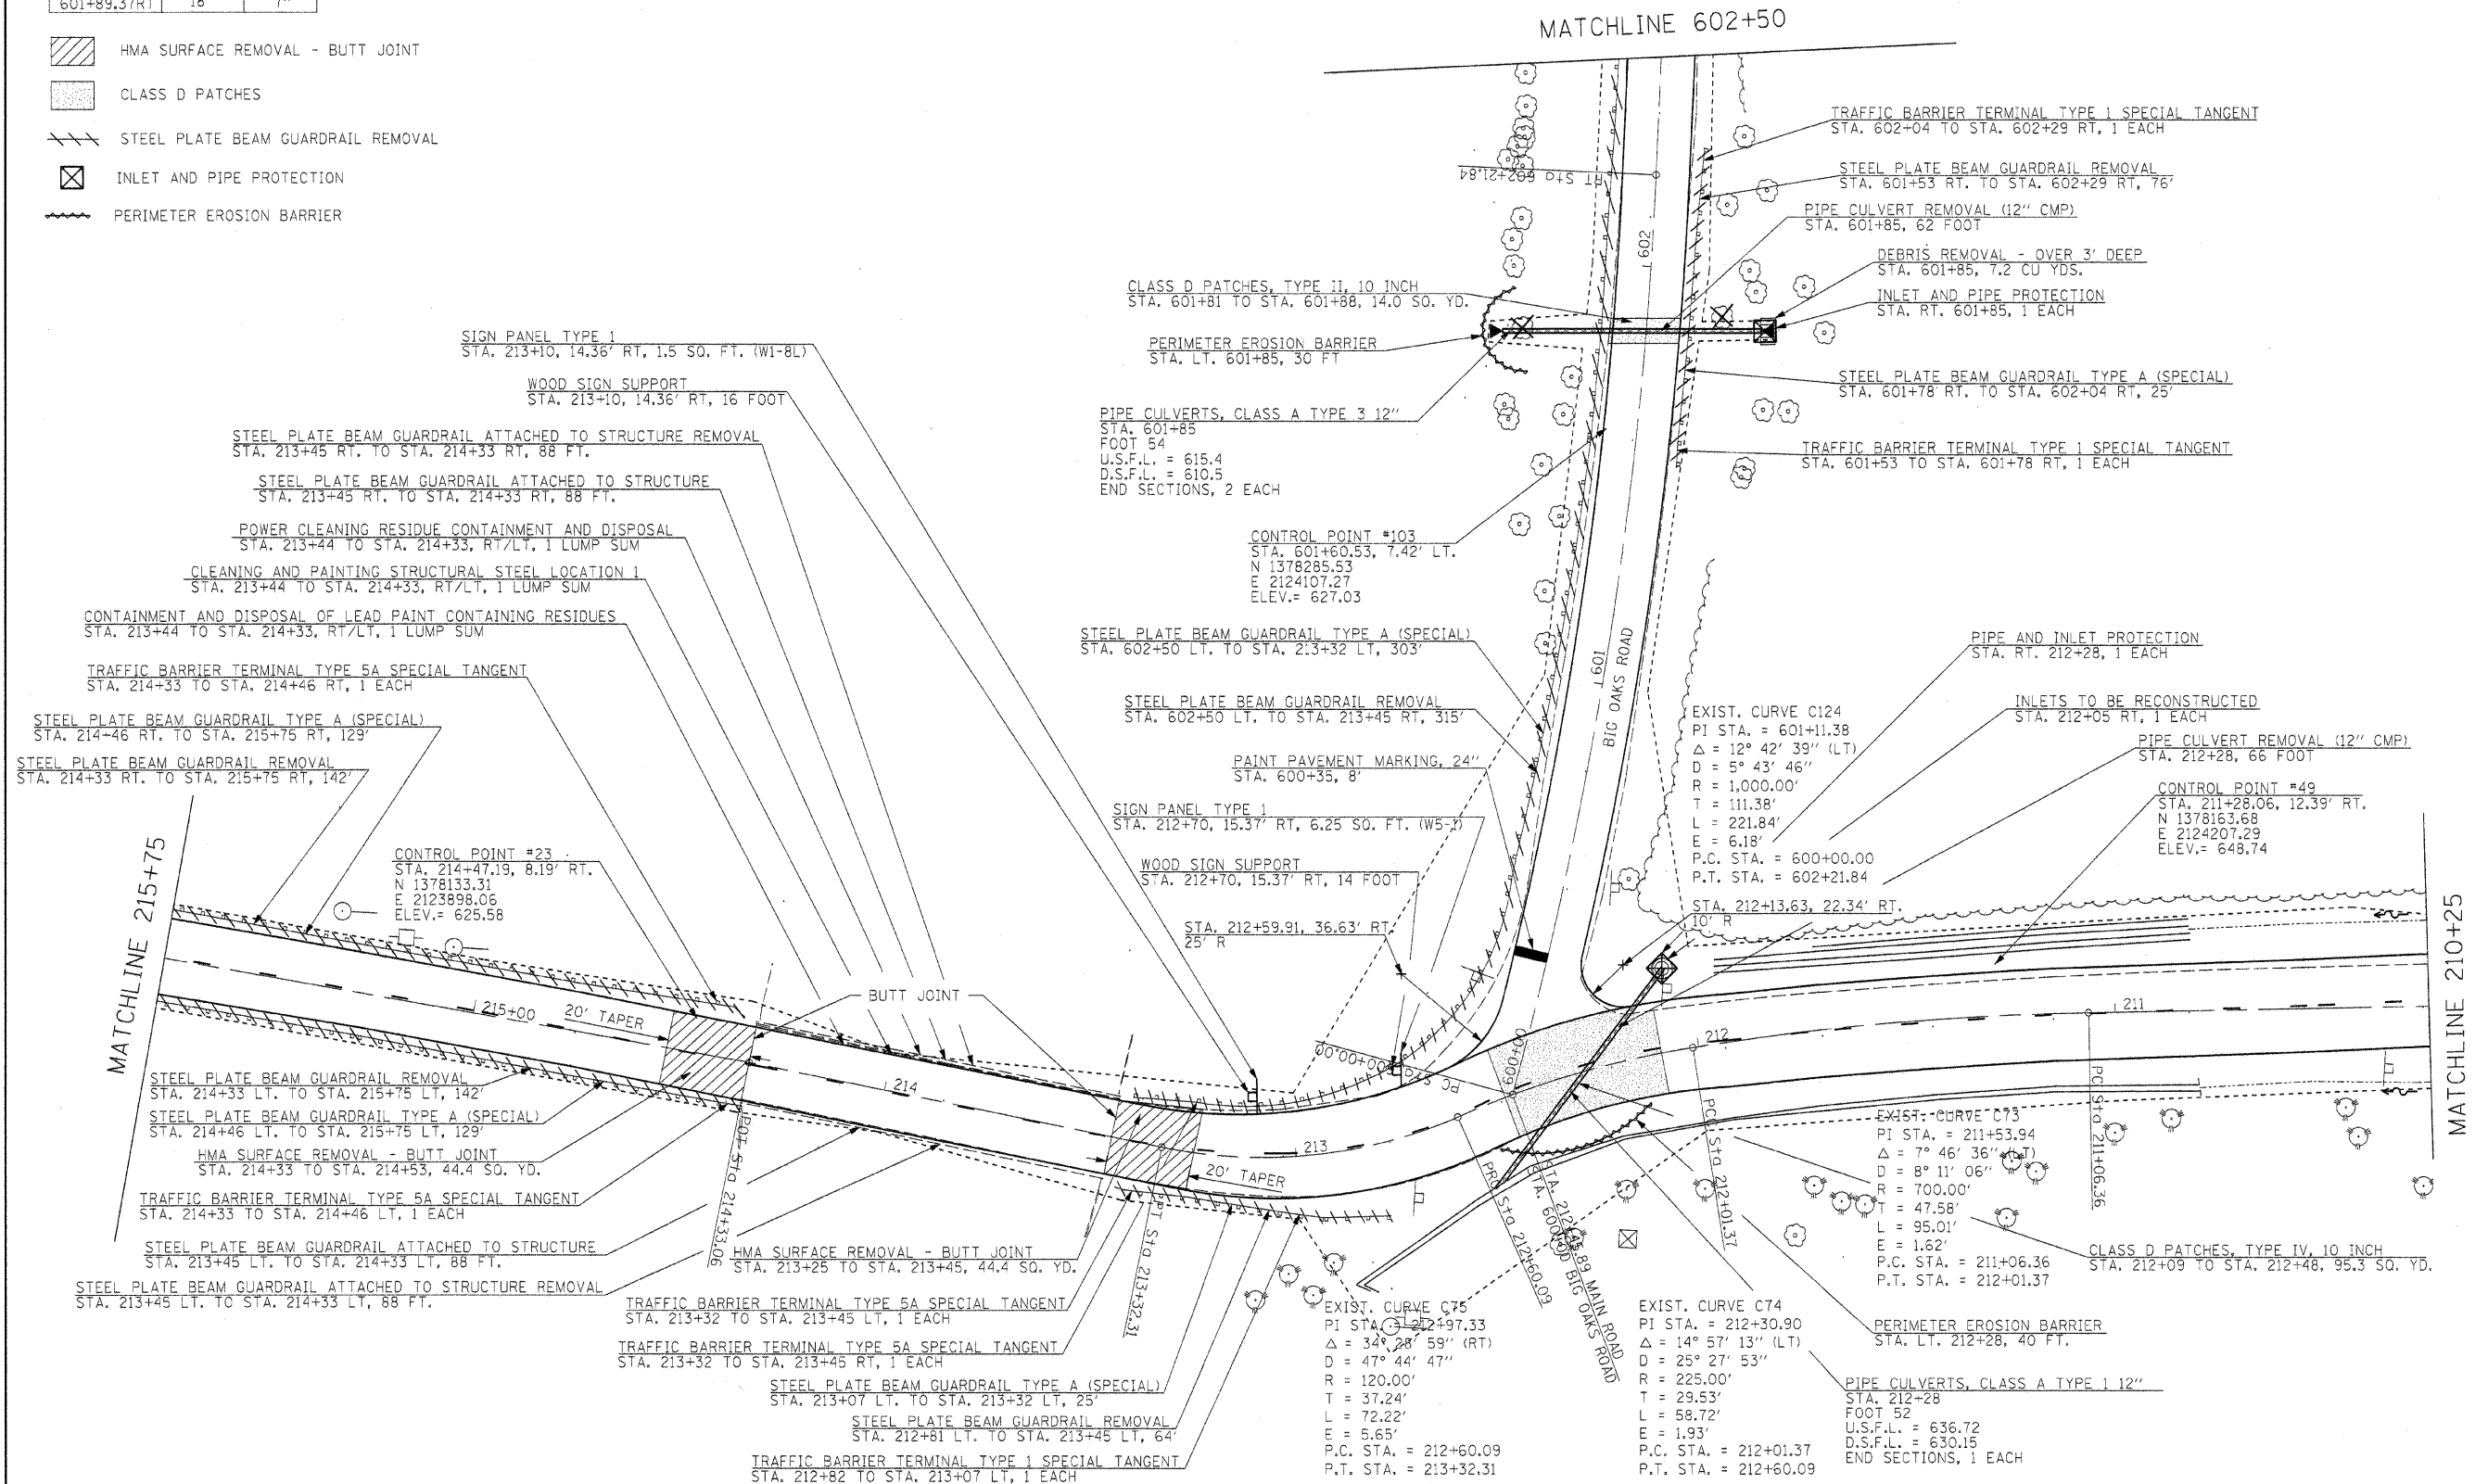 601+89.37RT 18 7"
HMA SURFACE REMOVAL - BUTT JOINT
CLASS D PATCHES
STEEL PLATE BEAM GUARDRAIL REMOVAL
INLET AND PIPE PROTECTION
PERIMETER EROSION BARRIER
MATCHLINE 602+50
TRAFFIC BARRIER TERMINAL TYPE 1 SPECIAL TANGENT
STA. 602+04 TO STA. 602+29 RT, 1 EACH
STEEL PLATE BEAM GUARDRAIL REMOVAL
STA. 601+53 RT. TO STA. 602+29 RT, 76'
PIPE CULVERT REMOVAL (12" CMP)
STA. 601+85, 62 FOOT
DEBRIS REMOVAL - OVER 3' DEEP
STA. 601+85, 7.2 CU YDS.
INLET AND PIPE PROTECTION
STA. RT. 601+85, 1 EACH
STEEL PLATE BEAM GUARDRAIL TYPE A (SPECIAL)
STA. 601+78 RT. TO STA. 602+04 RT, 25'
TRAFFIC BARRIER TERMINAL TYPE 1 SPECIAL TANGENT
STA. 601+53 TO STA. 601+78 RT, 1 EACH
PT Sta 602+21.84
602
CLASS D PATCHES, TYPE II, 10 INCH
STA. 601+81 TO STA. 601+88, 14.0 SQ. YD.
PERIMETER EROSION BARRIER
STA. LT. 601+85, 30 FT
PIPE CULVERTS, CLASS A TYPE 3 12"
STA. 601+85
FOOT 54
U.S.F.L. = 615.4
D.S.F.L. = 610.5
END SECTIONS, 2 EACH
CONTROL POINT #103
STA. 601+60.53, 7.42' LT.
N 1378285.53
E 2124107.27
ELEV.= 627.03
STEEL PLATE BEAM GUARDRAIL TYPE A (SPECIAL)
STA. 602+50 LT. TO STA. 213+32 LT, 303'
STEEL PLATE BEAM GUARDRAIL REMOVAL
STA. 602+50 LT. TO STA. 213+45 RT, 315'
PAINT PAVEMENT MARKING, 24"
STA. 600+35, 8'
SIGN PANEL TYPE 1
STA. 212+70, 15.37' RT, 6.25 SQ. FT. (W5-1)
WOOD SIGN SUPPORT
STA. 212+70, 15.37' RT, 14 FOOT
STA. 212+59.91, 36.63' RT.
25' R
601
BIG OAKS ROAD
SIGN PANEL TYPE 1
STA. 213+10, 14.36' RT, 1.5 SQ. FT. (W1-8L)
WOOD SIGN SUPPORT
STA. 213+10, 14.36' RT, 16 FOOT
STEEL PLATE BEAM GUARDRAIL ATTACHED TO STRUCTURE REMOVAL
STA. 213+45 RT. TO STA. 214+33 RT, 88 FT.
STEEL PLATE BEAM GUARDRAIL ATTACHED TO STRUCTURE
STA. 213+45 RT. TO STA. 214+33 RT, 88 FT.
POWER CLEANING RESIDUE CONTAINMENT AND DISPOSAL
STA. 213+44 TO STA. 214+33, RT/LT, 1 LUMP SUM
CLEANING AND PAINTING STRUCTURAL STEEL LOCATION 1
STA. 213+44 TO STA. 214+33, RT/LT, 1 LUMP SUM
CONTAINMENT AND DISPOSAL OF LEAD PAINT CONTAINING RESIDUES
STA. 213+44 TO STA. 214+33, RT/LT, 1 LUMP SUM
TRAFFIC BARRIER TERMINAL TYPE 5A SPECIAL TANGENT
STA. 214+33 TO STA. 214+46 RT, 1 EACH
STEEL PLATE BEAM GUARDRAIL TYPE A (SPECIAL)
STA. 214+46 RT. TO STA. 215+75 RT, 129'
STEEL PLATE BEAM GUARDRAIL REMOVAL
STA. 214+33 RT. TO STA. 215+75 RT, 142'
MATCHLINE 215+75
CONTROL POINT #23
STA. 214+47.19, 8.19' RT.
N 1378133.31
E 2123898.06
ELEV.= 625.58
EXIST. CURVE C124
PI STA. = 601+11.38
Δ = 12° 42' 39" (LT)
D = 5° 43' 46"
R = 1,000.00'
T = 111.38'
L = 221.84'
E = 6.18'
P.C. STA. = 600+00.00
P.T. STA. = 602+21.84
PIPE AND INLET PROTECTION
STA. RT. 212+28, 1 EACH
INLETS TO BE RECONSTRUCTED
STA. 212+05 RT, 1 EACH
PIPE CULVERT REMOVAL (12" CMP)
STA. 212+28, 66 FOOT
CONTROL POINT #49
STA. 211+28.06, 12.39' RT.
N 1378163.68
E 2124207.29
ELEV.= 648.74
STA. 212+13.63, 22.34' RT.
10' R
MATCHLINE 210+25
215+00
20' TAPER
BUTT JOINT
214
213
20' TAPER
PC Sta 600+00.00
600+00
212
211
POT Sta 214+33.06
PT Sta 213+32.31
PRC Sta 212+60.09
STA. 600+00 BIG OAKS ROAD
PCC Sta 212+01.37
PC Sta 211+06.36
STEEL PLATE BEAM GUARDRAIL REMOVAL
STA. 214+33 LT. TO STA. 215+75 LT, 142'
STEEL PLATE BEAM GUARDRAIL TYPE A (SPECIAL)
STA. 214+46 LT. TO STA. 215+75 LT, 129'
HMA SURFACE REMOVAL - BUTT JOINT
STA. 214+33 TO STA. 214+53, 44.4 SQ. YD.
TRAFFIC BARRIER TERMINAL TYPE 5A SPECIAL TANGENT
STA. 214+33 TO STA. 214+46 LT, 1 EACH
STEEL PLATE BEAM GUARDRAIL ATTACHED TO STRUCTURE
STA. 213+45 LT. TO STA. 214+33 LT, 88 FT.
STEEL PLATE BEAM GUARDRAIL ATTACHED TO STRUCTURE REMOVAL
STA. 213+45 LT. TO STA. 214+33 LT, 88 FT.
HMA SURFACE REMOVAL - BUTT JOINT
STA. 213+25 TO STA. 213+45, 44.4 SQ. YD.
TRAFFIC BARRIER TERMINAL TYPE 5A SPECIAL TANGENT
STA. 213+32 TO STA. 213+45 LT, 1 EACH
TRAFFIC BARRIER TERMINAL TYPE 5A SPECIAL TANGENT
STA. 213+32 TO STA. 213+45 RT, 1 EACH
STEEL PLATE BEAM GUARDRAIL TYPE A (SPECIAL)
STA. 213+07 LT. TO STA. 213+32 LT, 25'
STEEL PLATE BEAM GUARDRAIL REMOVAL
STA. 212+81 LT. TO STA. 213+45 LT, 64'
TRAFFIC BARRIER TERMINAL TYPE 1 SPECIAL TANGENT
STA. 212+82 TO STA. 213+07 LT, 1 EACH
EXIST. CURVE C75
PI STA. = 212+97.33
Δ = 34° 28' 59" (RT)
D = 47° 44' 47"
R = 120.00'
T = 37.24'
L = 72.22'
E = 5.65'
P.C. STA. = 212+60.09
P.T. STA. = 213+32.31
EXIST. CURVE C74
PI STA. = 212+30.90
Δ = 14° 57' 13" (LT)
D = 25° 27' 53"
R = 225.00'
T = 29.53'
L = 58.72'
E = 1.93'
P.C. STA. = 212+01.37
P.T. STA. = 212+60.09
EXIST. CURVE C73
PI STA. = 211+53.94
Δ = 7° 46' 36" (LT)
D = 8° 11' 06"
R = 700.00'
T = 47.58'
L = 95.01'
E = 1.62'
P.C. STA. = 211+06.36
P.T. STA. = 212+01.37
CLASS D PATCHES, TYPE IV, 10 INCH
STA. 212+09 TO STA. 212+48, 95.3 SQ. YD.
PERIMETER EROSION BARRIER
STA. LT. 212+28, 40 FT.
PIPE CULVERTS, CLASS A TYPE 1 12"
STA. 212+28
FOOT 52
U.S.F.L. = 636.72
D.S.F.L. = 630.15
END SECTIONS, 1 EACH